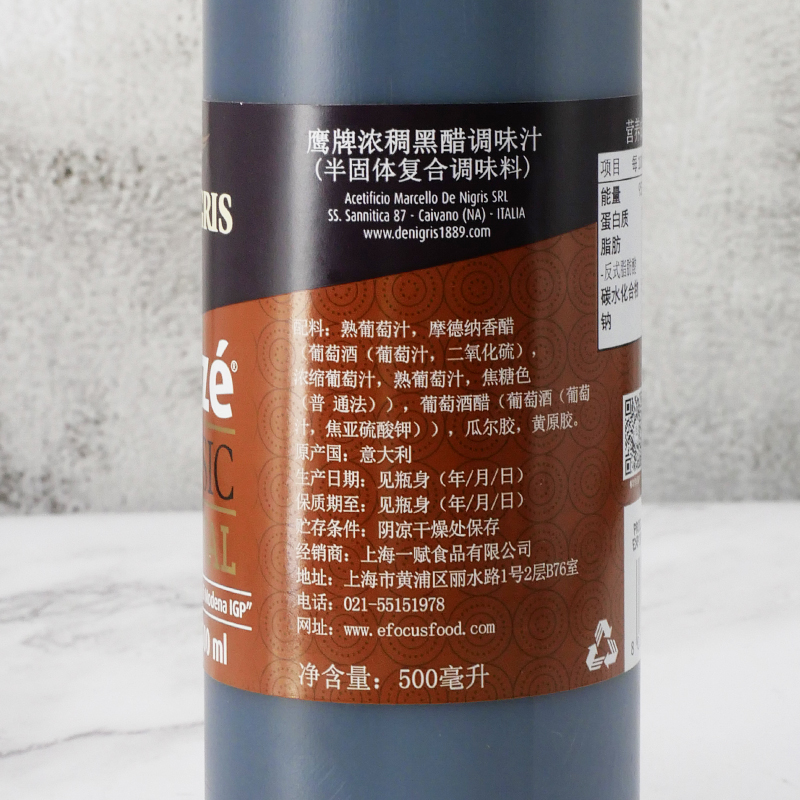 鹰牌浓稠黑醋调味汁
(半固体复合调味料)
Acetificio Marcello De Nigris SRL
SS. Sannitica 87 - Caivano (NA) - ITALIA
www.denigris1889.com
配料：熟葡萄汁，摩德纳香醋
（葡萄酒（葡萄汁，二氧化硫），
浓缩葡萄汁，熟葡萄汁，焦糖色
（普 通法）），葡萄酒醋（葡萄酒（葡萄
汁，焦亚硫酸钾）），瓜尔胶，黄原胶。
原产国：意大利
生产日期：见瓶身（年/月/日）
保质期至：见瓶身（年/月/日）
贮存条件：阴凉干燥处保存
经销商：上海一赋食品有限公司
地址：上海市黄浦区丽水路1号2层B76室
电话：021-55151978
网址：www.efocusfood.com
净含量：500毫升
Modena IGP"
ml
项目
能量
蛋白质
脂肪
-反式脂肪酸
碳水化合物
钠